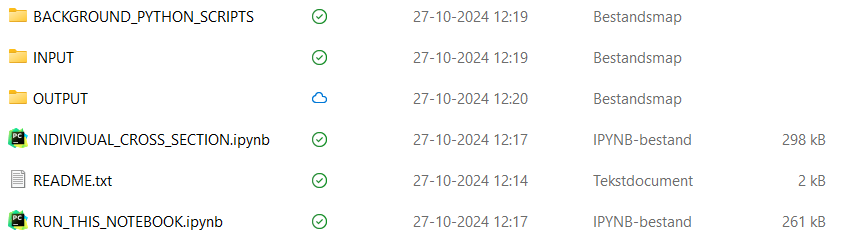 BACKGROUND_PYTHON_SCRIPTS 27-10-2024 12:19 Bestandsmap
INPUT 27-10-2024 12:19 Bestandsmap
OUTPUT 27-10-2024 12:20 Bestandsmap
PC INDIVIDUAL_CROSS_SECTION.ipynb 27-10-2024 12:17 IPYNB-bestand 298 kB
README.txt 27-10-2024 12:14 Tekstdocument 2 kB
PC RUN_THIS_NOTEBOOK.ipynb 27-10-2024 12:17 IPYNB-bestand 261 kB